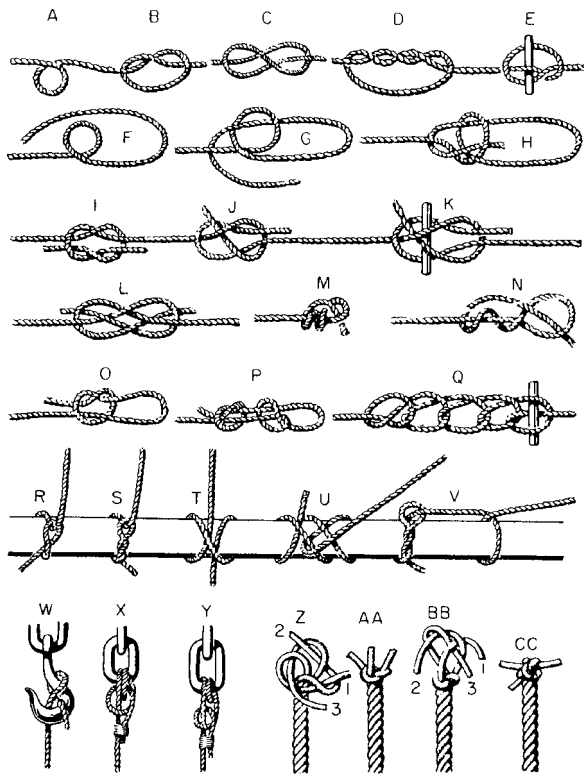 A B C D E
F G H
I J K
L M N
O P Q
R S T U V
W X Y Z AA BB CC
2 1 3 2 3 1